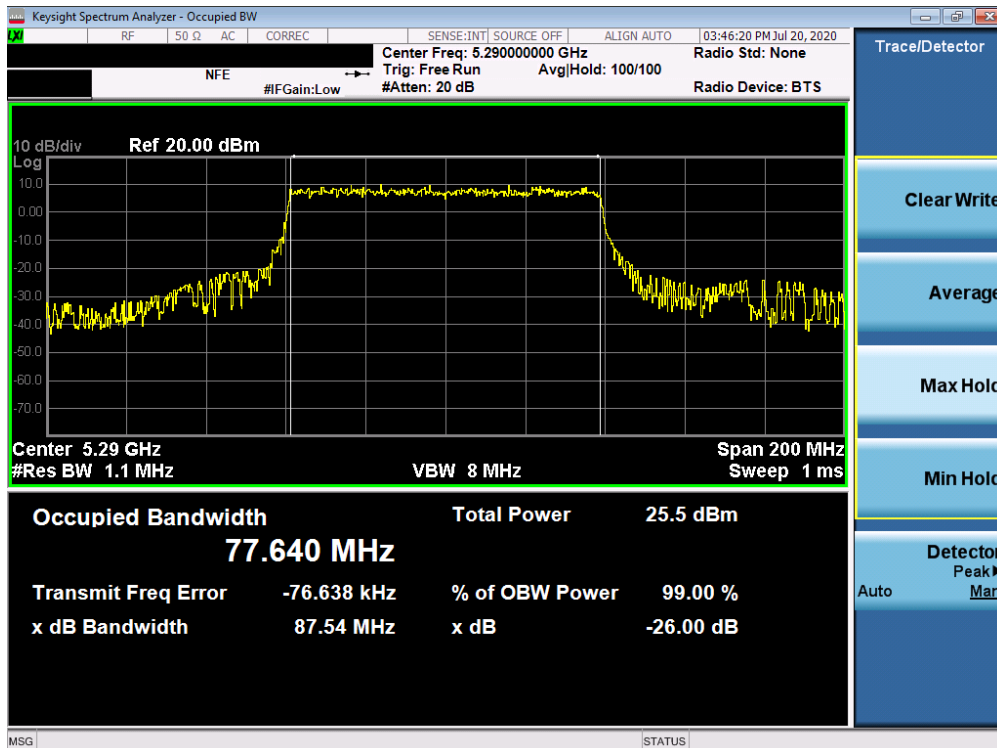 Keysight Spectrum Analyzer - Occupied BW
LXI RF 50 Ω AC CORREC SENSE:INT SOURCE OFF ALIGN AUTO 03:46:20 PM Jul 20, 2020
Center Freq: 5.290000000 GHz Radio Std: None
NFE Trig: Free Run Avg|Hold: 100/100
#IFGain:Low #Atten: 20 dB Radio Device: BTS
Trace/Detector
10 dB/div Ref 20.00 dBm
Log
10.0
0.00
-10.0
-20.0
-30.0
-40.0
-50.0
-60.0
-70.0
Center 5.29 GHz Span 200 MHz
#Res BW 1.1 MHz VBW 8 MHz Sweep 1 ms
Occupied Bandwidth Total Power 25.5 dBm
77.640 MHz
Transmit Freq Error -76.638 kHz % of OBW Power 99.00 %
x dB Bandwidth 87.54 MHz x dB -26.00 dB
Clear Write
Average
Max Hold
Min Hold
Detector
Peak
Auto Man
MSG STATUS